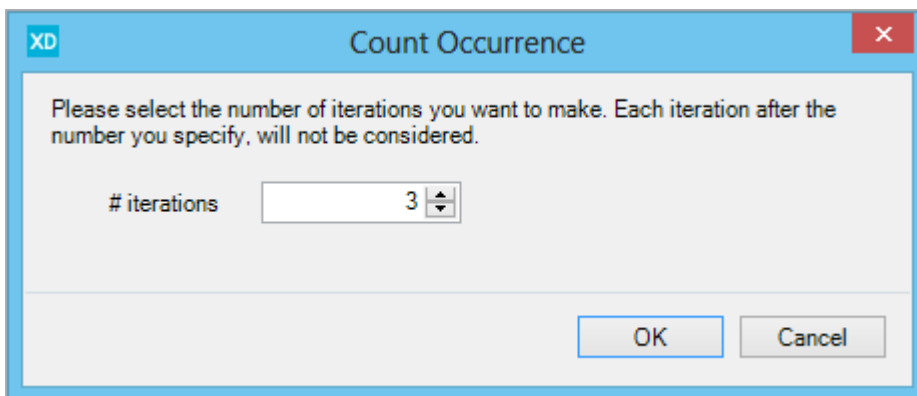 XD Count Occurrence
Please select the number of iterations you want to make. Each iteration after the
number you specify, will not be considered.
# iterations 3
OK Cancel